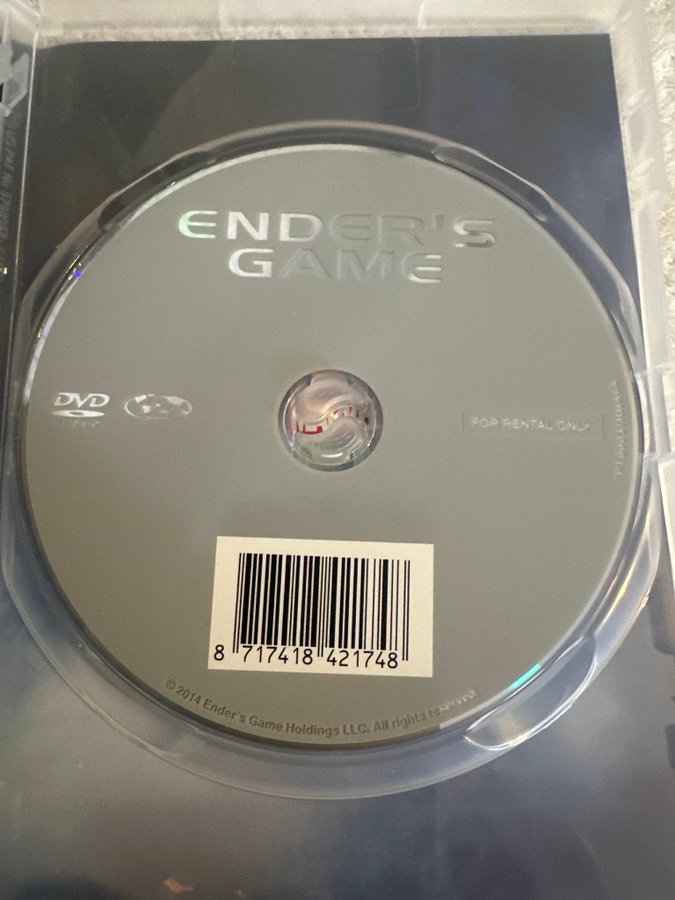 ENDER'S
GAME
DVD
FOR RENTAL ONLY
8 717418 421748
© 2014 Ender's Game Holdings LLC. All rights reserved